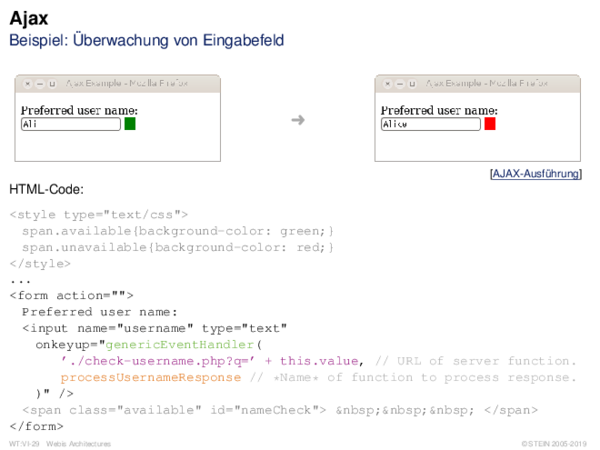 Ajax
Beispiel: Überwachung von Eingabefeld
Ajax Example - Mozilla Firefox
Preferred user name:
Ali
➔
Ajax Example - Mozilla Firefox
Preferred user name:
Alice
[AJAX-Ausführung]
HTML-Code:
<style type="text/css">
span.available{background-color: green;}
span.unavailable{background-color: red;}
</style>
...
<form action="">
Preferred user name:
<input name="username" type="text"
onkeyup="genericEventHandler(
'./check-username.php?q=' + this.value, // URL of server function.
processUsernameResponse // *Name* of function to process response.
)" />
<span class="available" id="nameCheck"> &nbsp;&nbsp;&nbsp; </span>
</form>
WT:VI-29 Webis Architectures © STEIN 2005-2019